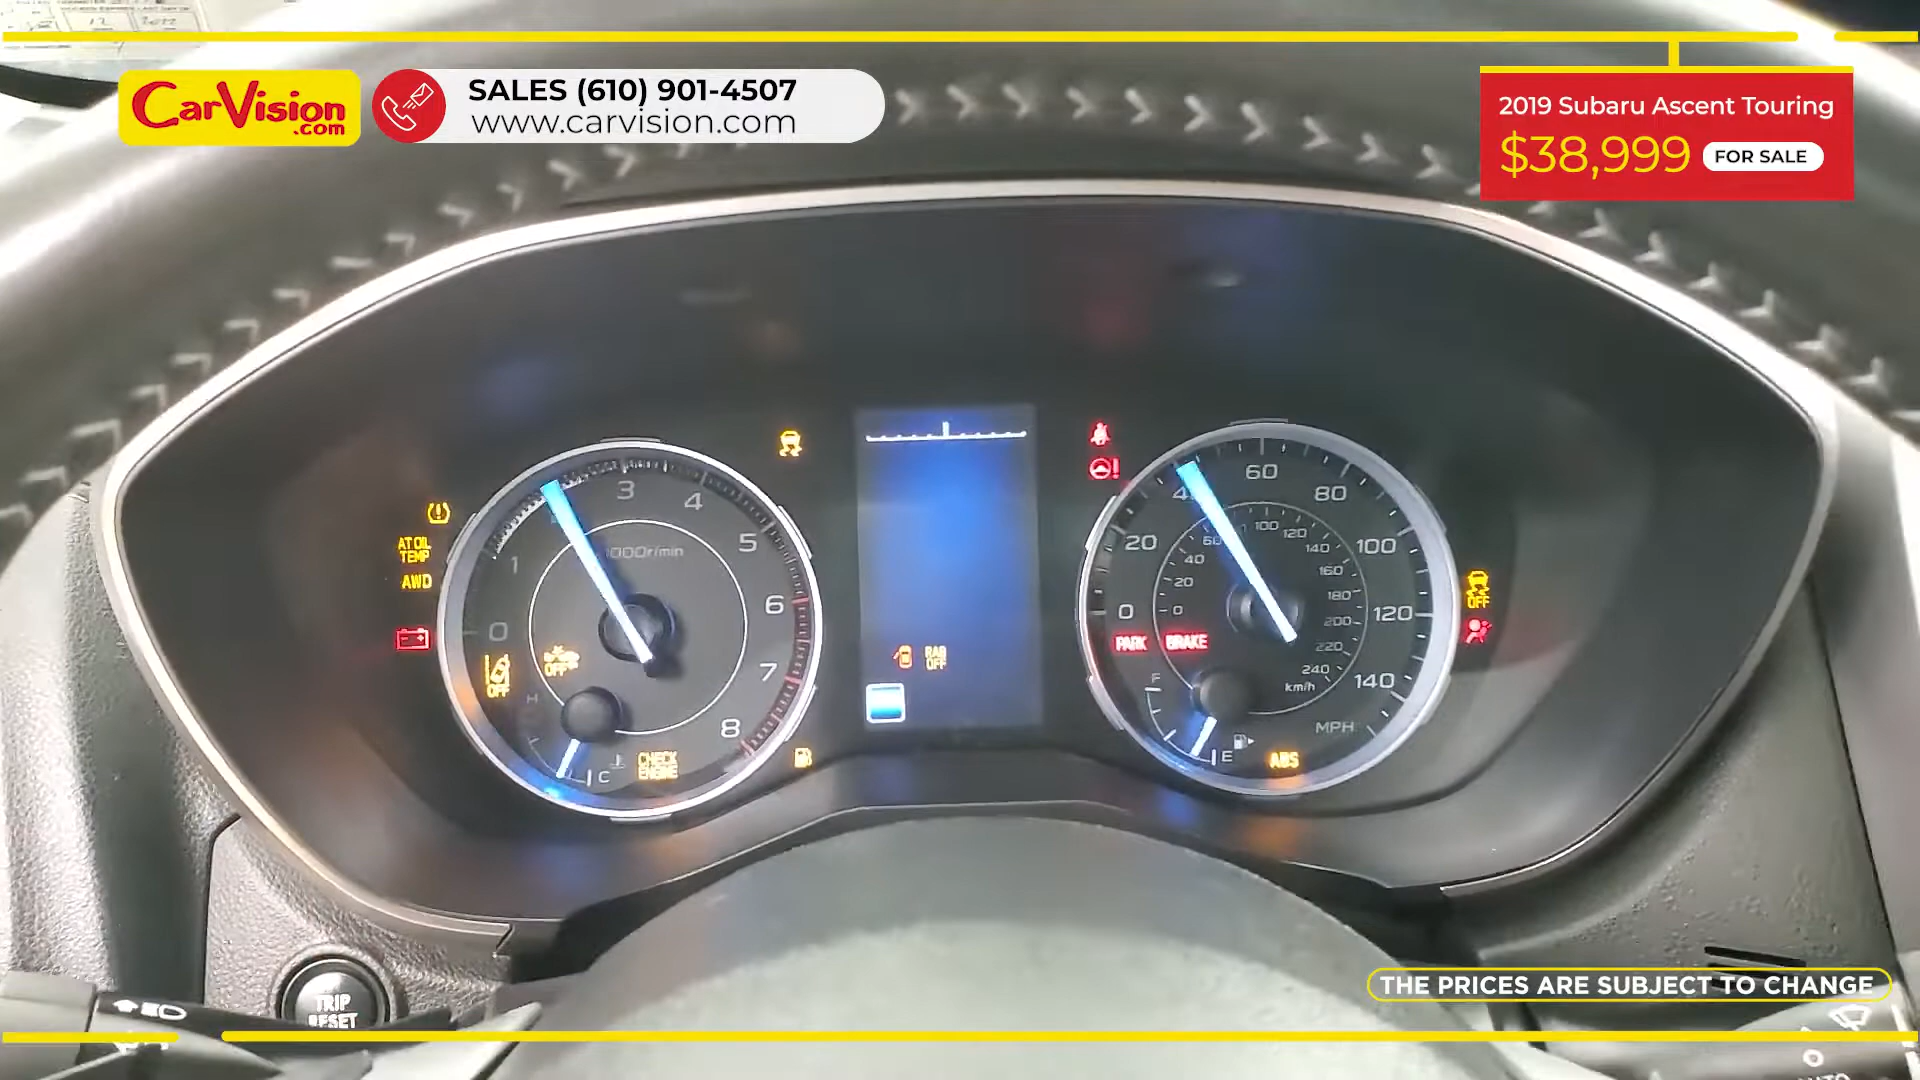 CarVision
.com
SALES (610) 901-4507
www.carvision.com
2019 Subaru Ascent Touring
$38,999 FOR SALE
AT OIL
TEMP
AWD
OFF
OFF
0
1
3
4
5
6
7
8
1000r/min
H
C
CHECK
ENGINE
RAB
OFF
0
20
60
80
100
120
140
0
20
40
60
100
120
140
160
180
200
220
240
km/h
MPH
PARK
BRAKE
F
E
ABS
OFF
TRIP
RESET
THE PRICES ARE SUBJECT TO CHANGE